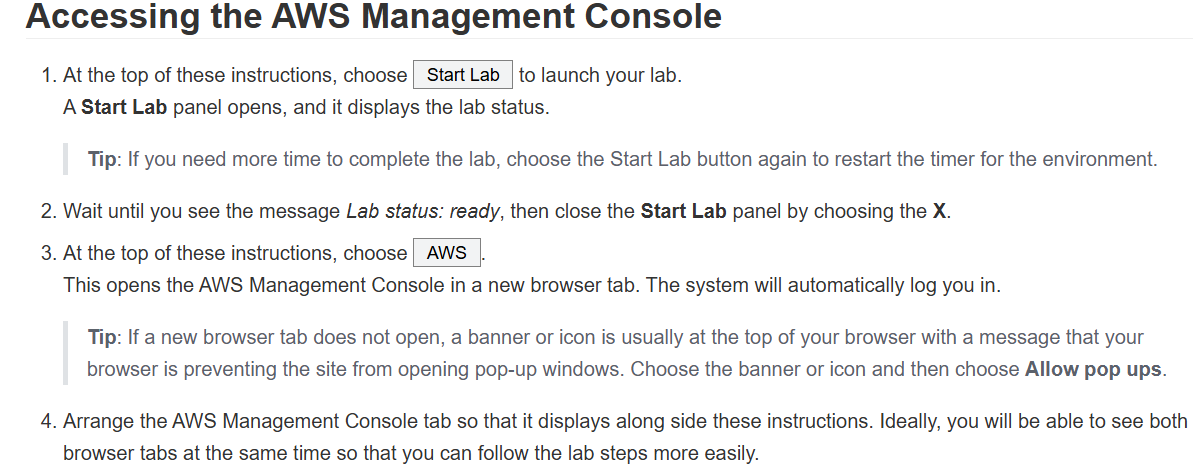 Accessing the AWS Management Console
1. At the top of these instructions, choose Start Lab to launch your lab.
A Start Lab panel opens, and it displays the lab status.
Tip: If you need more time to complete the lab, choose the Start Lab button again to restart the timer for the environment.
2. Wait until you see the message Lab status: ready, then close the Start Lab panel by choosing the X.
3. At the top of these instructions, choose AWS.
This opens the AWS Management Console in a new browser tab. The system will automatically log you in.
Tip: If a new browser tab does not open, a banner or icon is usually at the top of your browser with a message that your
browser is preventing the site from opening pop-up windows. Choose the banner or icon and then choose Allow pop ups.
4. Arrange the AWS Management Console tab so that it displays along side these instructions. Ideally, you will be able to see both
browser tabs at the same time so that you can follow the lab steps more easily.